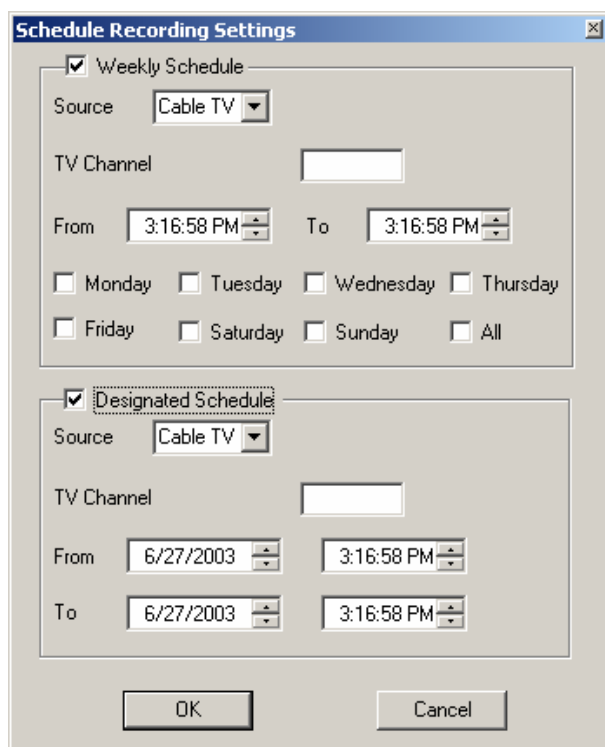 Schedule Recording Settings
Weekly Schedule
Source Cable TV
TV Channel
From 3:16:58 PM To 3:16:58 PM
Monday Tuesday Wednesday Thursday
Friday Saturday Sunday All
Designated Schedule
Source Cable TV
TV Channel
From 6/27/2003 3:16:58 PM
To 6/27/2003 3:16:58 PM
OK Cancel